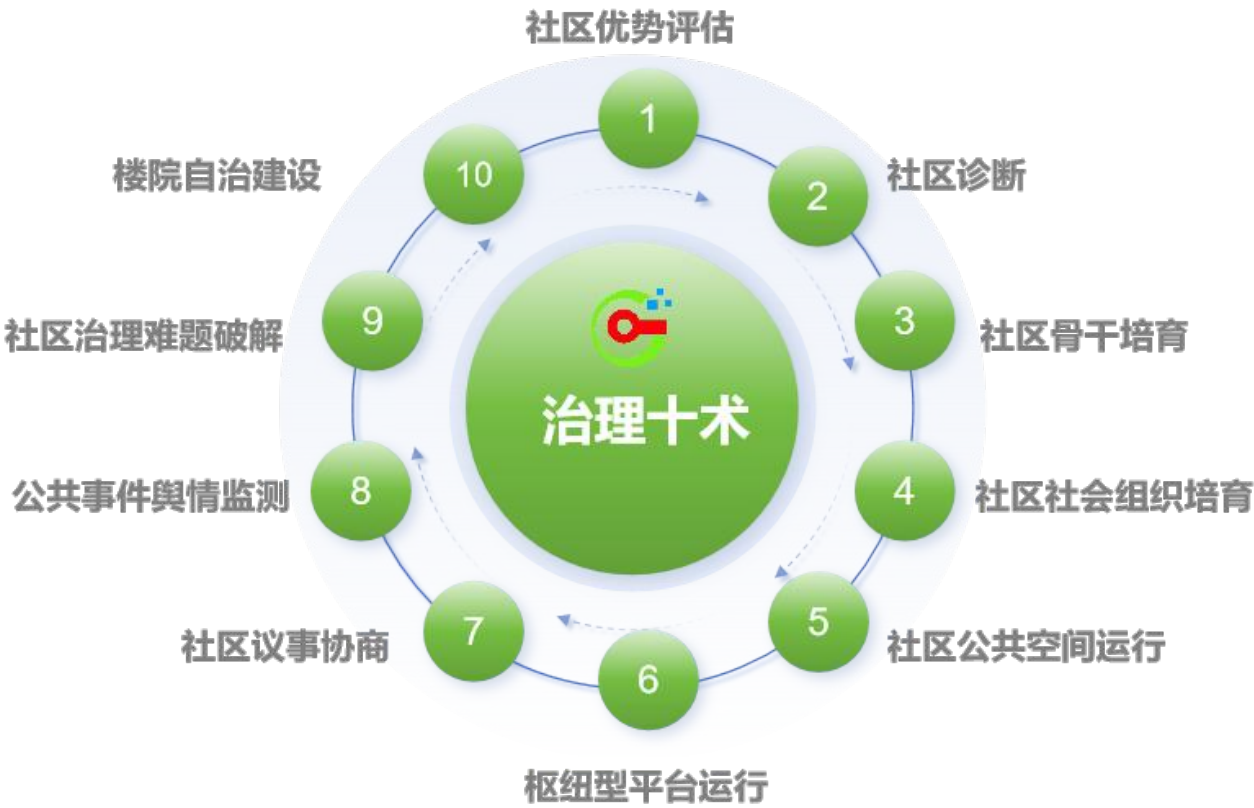 社区优势评估
1
社区诊断
2
社区骨干培育
3
社区社会组织培育
4
社区公共空间运行
5
枢纽型平台运行
6
社区议事协商
7
公共事件舆情监测
8
社区治理难题破解
9
楼院自治建设
10
治理十术